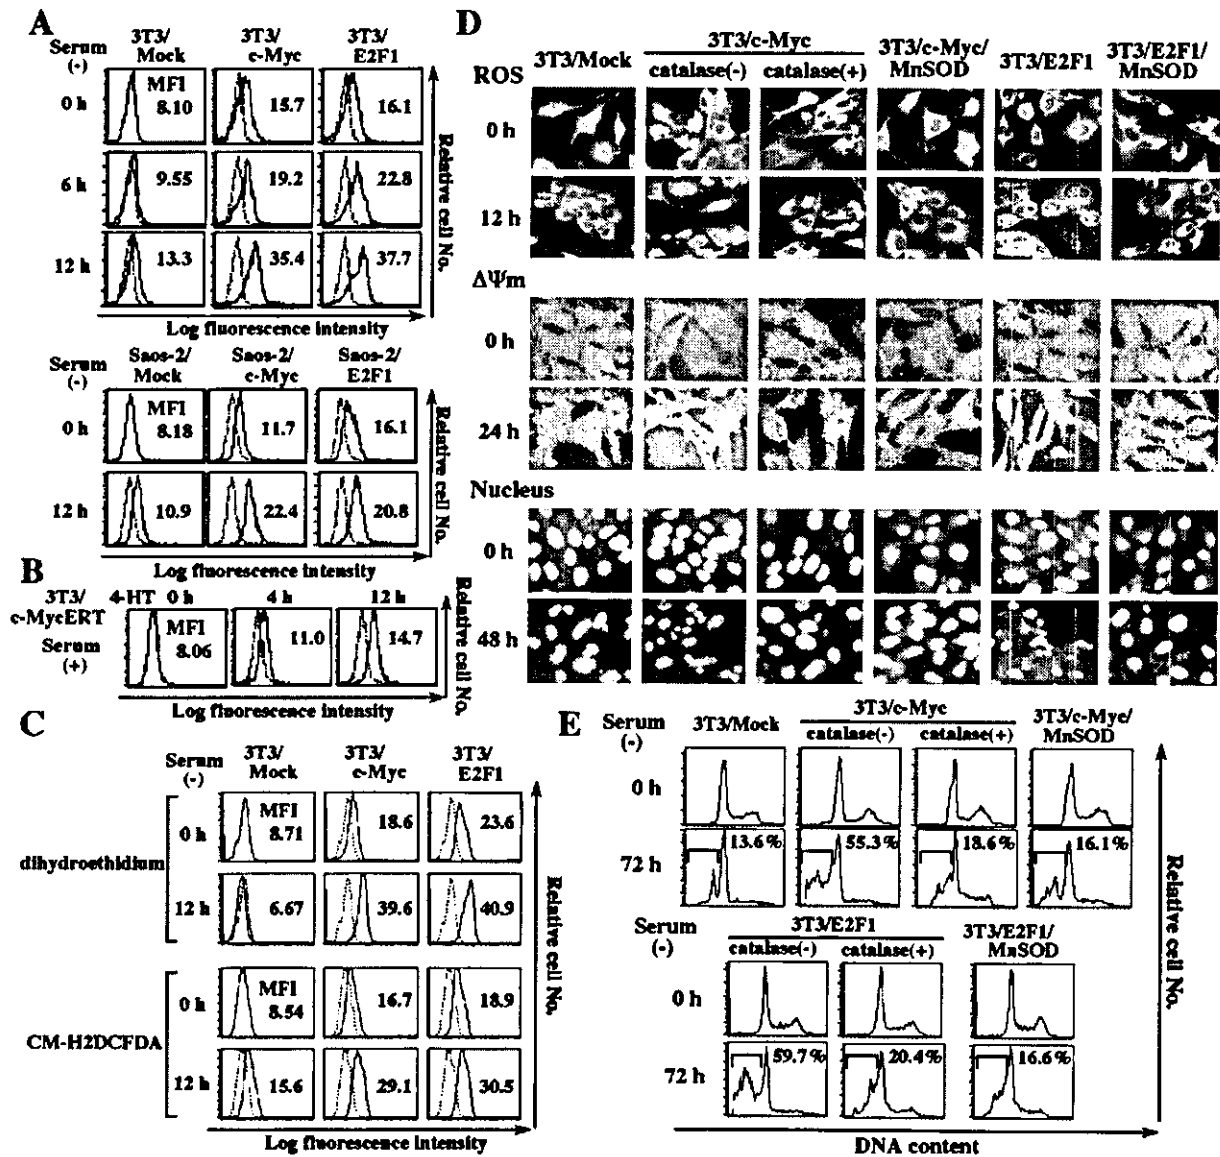 A
Serum
(-)
3T3/
Mock
3T3/
c-Myc
3T3/
E2F1
0 h
MFI
8.10
15.7
16.1
6 h
9.55
19.2
22.8
12 h
13.3
35.4
37.7
Relative cell No.
Log fluorescence intensity
Serum
(-)
Saos-2/
Mock
Saos-2/
c-Myc
Saos-2/
E2F1
0 h
MFI
8.18
11.7
16.1
12 h
10.9
22.4
20.8
Relative cell No.
Log fluorescence intensity
B
3T3/
c-MycERT
Serum
(+)
4-HT 0 h
4 h
12 h
MFI
8.06
11.0
14.7
Relative cell No.
Log fluorescence intensity
C
Serum
(-)
3T3/
Mock
3T3/
c-Myc
3T3/
E2F1
dihydroethidium
0 h
MFI
8.71
18.6
23.6
12 h
6.67
39.6
40.9
CM-H2DCFDA
0 h
MFI
8.54
16.7
18.9
12 h
15.6
29.1
30.5
Relative cell No.
Log fluorescence intensity
D
3T3/Mock
3T3/c-Myc
catalase(-)
catalase(+)
3T3/c-Myc/
MnSOD
3T3/E2F1
3T3/E2F1/
MnSOD
ROS
0 h
12 h
ΔΨm
0 h
24 h
Nucleus
0 h
48 h
E
Serum
(-)
3T3/Mock
3T3/c-Myc
catalase(-)
catalase(+)
3T3/c-Myc/
MnSOD
0 h
72 h
13.6%
55.3%
18.6%
16.1%
Serum
(-)
3T3/E2F1
catalase(-)
catalase(+)
3T3/E2F1/
MnSOD
0 h
72 h
59.7%
20.4%
16.6%
Relative cell No.
DNA content